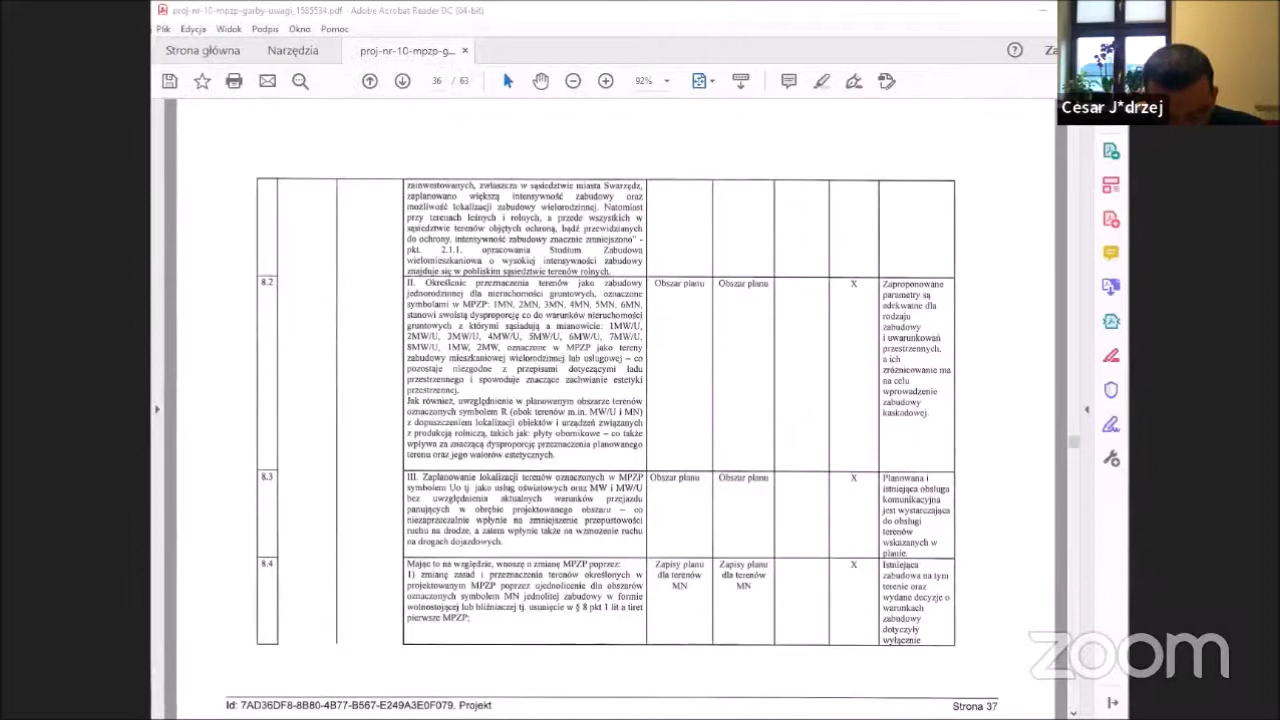 proj-nr-10-mpzp-garby-uwagi_1585534.pdf - Adobe Acrobat Reader DC (64-bit)
Plik Edycja Widok Podpis Okno Pomoc
Strona główna Narzędzia proj-nr-10-mpzp-g... × Za
36 / 63 92%
Cesar J*drzej
zainwestowanych, zwłaszcza w sąsiedztwie miasta Swarzędz,
zaplanowano większą intensywność zabudowy oraz
możliwość lokalizacji zabudowy wielorodzinnej. Natomiast
przy terenach leśnych i rolnych, a przede wszystkich w
sąsiedztwie terenów objętych ochroną, bądź przewidzianych
do ochrony, intensywność zabudowy znacznie zmniejszono" -
pkt. 2.1.1. opracowania Studium. Zabudowa
wielomieszkaniowa o wysokiej intensywności zabudowy
znajduje się w pobliskim sąsiedztwie terenów rolnych.
8.2
II. Określenie przeznaczenia terenów jako zabudowy
jednorodzinnej dla nieruchomości gruntowych, oznaczone
symbolami w MPZP: 1MN, 2MN, 3MN, 4MN, 5MN, 6MN,
stanowi swoistą dysproporcję co do warunków nieruchomości
gruntowych z którymi sąsiadują a mianowicie: 1MW/U,
2MW/U, 3MW/U, 4MW/U, 5MW/U, 6MW/U, 7MW/U,
8MW/U, 1MW, 2MW, oznaczone w MPZP jako tereny
zabudowy mieszkaniowej wielorodzinnej lub usługowej – co
pozostaje niezgodne z przepisami dotyczącymi ładu
przestrzennego i spowoduje znaczące zachwianie estetyki
przestrzennej.
Jak również, uwzględnienie w planowanym obszarze terenów
oznaczonych symbolem R (obok terenów m.in. MW/U i MN)
z dopuszczeniem lokalizacji obiektów i urządzeń związanych
z produkcją rolniczą, takich jak: płyty obornikowe – co także
wpływa za znaczącą dysproporcję przeznaczenia planowanego
terenu oraz jego walorów estetycznych.
Obszar planu
Obszar planu
X
Zaproponowane
parametry są
adekwatne dla
rodzaju
zabudowy
i uwarunkowań
przestrzennych,
a ich
zróżnicowanie ma
na celu
wprowadzenie
zabudowy
kaskadowej.
8.3
III. Zaplanowanie lokalizacji terenów oznaczonych w MPZP
symbolem Uo tj. jako usług oświatowych oraz MW i MW/U
bez uwzględnienia aktualnych warunków przejazdu
panujących w obrębie projektowanego obszaru – co
niezaprzeczalnie wpłynie na zmniejszenie przepustowości
ruchu na drodze, a zatem wpłynie także na wzmożenie ruchu
na drogach dojazdowych.
Obszar planu
Obszar planu
X
Planowana i
istniejąca obsługa
komunikacyjna
jest wystarczająca
do obsługi
terenów
wskazanych w
planie.
8.4
Mając to na względzie, wnoszę o zmianę MPZP poprzez:
1) zmianę zasad i przeznaczenia terenów określonych w
projektowanym MPZP poprzez ujednolicenie dla obszarów
oznaczonych symbolem MN jednolitej zabudowy w formie
wolnostojącej lub bliźniaczej tj. usunięcie w § 8 pkt 1 lit a tiret
pierwsze MPZP;
Zapisy planu
dla terenów
MN
Zapisy planu
dla terenów
MN
X
Istniejąca
zabudowa na tym
terenie oraz
wydane decyzje o
warunkach
zabudowy
dotyczyły
wyłącznie
zoom
Id: 7AD36DF8-8B80-4B77-B567-E249A3E0F079. Projekt
Strona 37